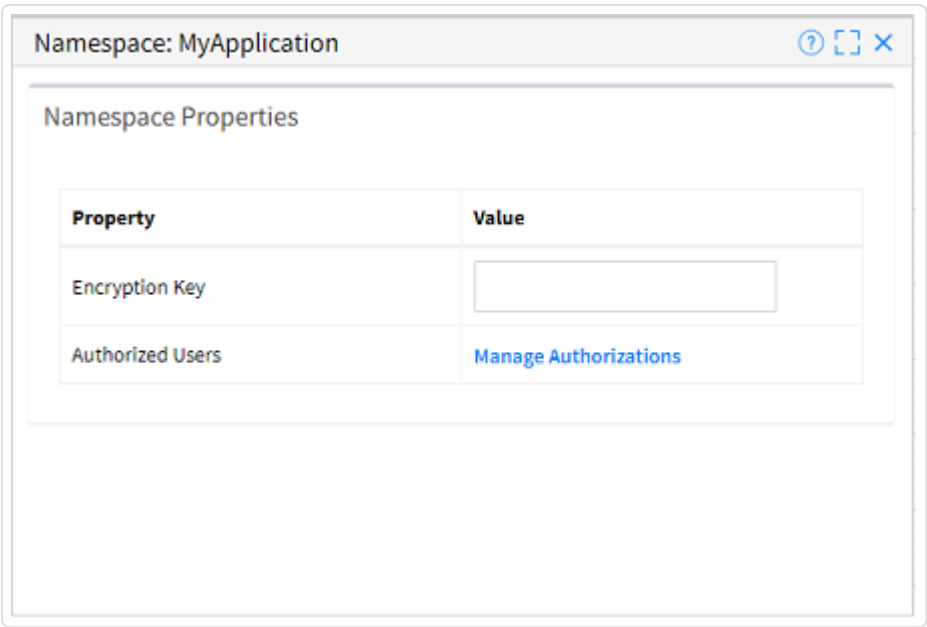 Namespace: MyApplication
Namespace Properties
Property Value
Encryption Key
Authorized Users Manage Authorizations